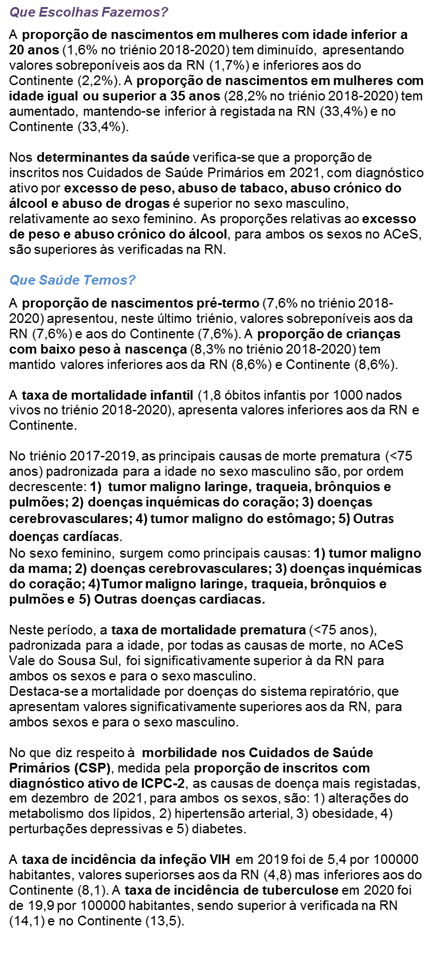 Que Escolhas Fazemos?
A proporção de nascimentos em mulheres com idade inferior a
20 anos (1,6% no triénio 2018-2020) tem diminuído, apresentando
valores sobreponíveis aos da RN (1,7%) e inferiores aos do
Continente (2,2%). A proporção de nascimentos em mulheres com
idade igual ou superior a 35 anos (28,2% no triénio 2018-2020) tem
aumentado, mantendo-se inferior à registada na RN (33,4%) e no
Continente (33,4%).
Nos determinantes da saúde verifica-se que a proporção de
inscritos nos Cuidados de Saúde Primários em 2021, com diagnóstico
ativo por excesso de peso, abuso de tabaco, abuso crónico do
álcool e abuso de drogas é superior no sexo masculino,
relativamente ao sexo feminino. As proporções relativas ao excesso
de peso e abuso crónico do álcool, para ambos os sexos no ACeS,
são superiores às verificadas na RN.
Que Saúde Temos?
A proporção de nascimentos pré-termo (7,6% no triénio 2018-
2020) apresentou, neste último triénio, valores sobreponíveis aos da
RN (7,6%) e aos do Continente (7,6%). A proporção de crianças
com baixo peso à nascença (8,3% no triénio 2018-2020) tem
mantido valores inferiores aos da RN (8,6%) e Continente (8,6%).
A taxa de mortalidade infantil (1,8 óbitos infantis por 1000 nados
vivos no triénio 2018-2020), apresenta valores inferiores aos da RN e
Continente.
No triénio 2017-2019, as principais causas de morte prematura (<75
anos) padronizada para a idade no sexo masculino são, por ordem
decrescente: 1) tumor maligno laringe, traqueia, brônquios e
pulmões; 2) doenças inquémicas do coração; 3) doenças
cerebrovasculares; 4) tumor maligno do estômago; 5) Outras
doenças cardíacas.
No sexo feminino, surgem como principais causas: 1) tumor maligno
da mama; 2) doenças cerebrovasculares; 3) doenças inquémicas
do coração; 4)Tumor maligno laringe, traqueia, brônquios e
pulmões e 5) Outras doenças cardíacas.
Neste período, a taxa de mortalidade prematura (<75 anos),
padronizada para a idade, por todas as causas de morte, no ACeS
Vale do Sousa Sul, foi significativamente superior à da RN para
ambos os sexos e para o sexo masculino.
Destaca-se a mortalidade por doenças do sistema repiratório, que
apresentam valores significativamente superiores aos da RN, para
ambos sexos e para o sexo masculino.
No que diz respeito à morbilidade nos Cuidados de Saúde
Primários (CSP), medida pela proporção de inscritos com
diagnóstico ativo de ICPC-2, as causas de doença mais registadas,
em dezembro de 2021, para ambos os sexos, são: 1) alterações do
metabolismo dos lípidos, 2) hipertensão arterial, 3) obesidade, 4)
perturbações depressivas e 5) diabetes.
A taxa de incidência da infeção VIH em 2019 foi de 5,4 por 100000
habitantes, valores superiorses aos da RN (4,8) mas inferiores aos do
Continente (8,1). A taxa de incidência de tuberculose em 2020 foi
de 19,9 por 100000 habitantes, sendo superior à verificada na RN
(14,1) e no Continente (13,5).